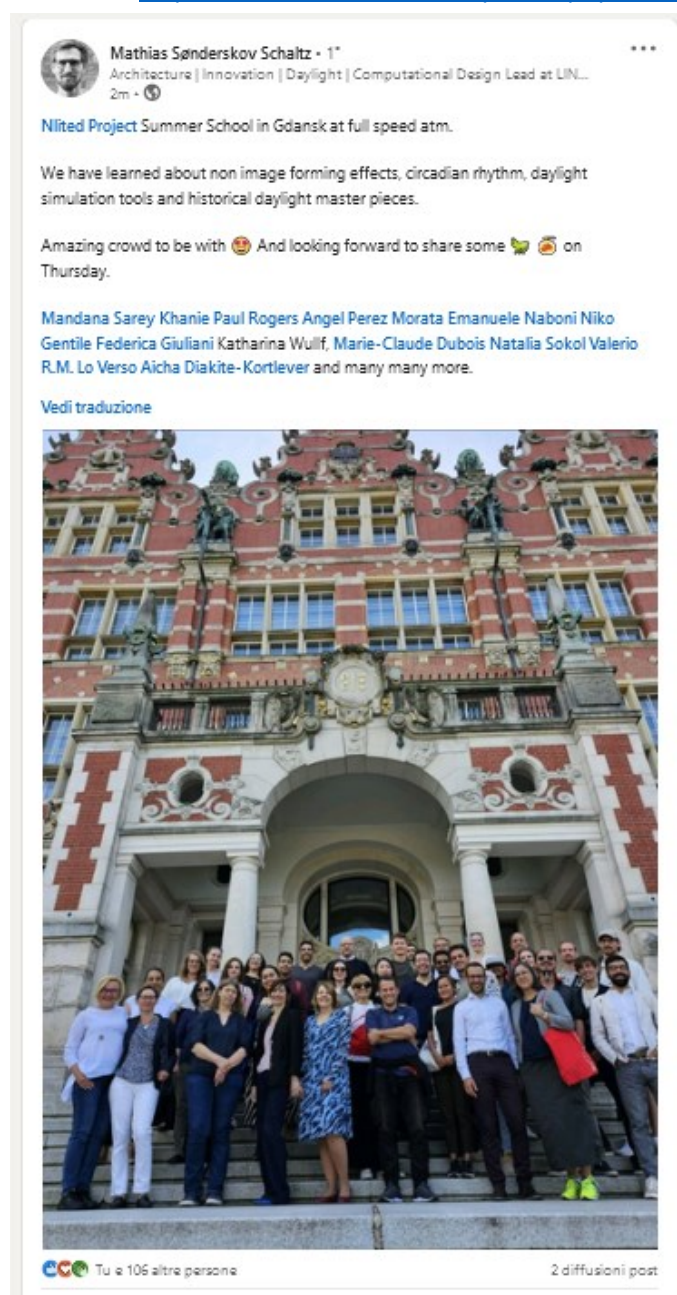 Mathias Sønderskov Schaltz • 1°
Architecture | Innovation | Daylight | Computational Design Lead at LIN...
2m •
Nlited Project Summer School in Gdansk at full speed atm.
We have learned about non image forming effects, circadian rhythm, daylight
simulation tools and historical daylight master pieces.
Amazing crowd to be with 😍 And looking forward to share some on
Thursday.
Mandana Sarey Khanie Paul Rogers Angel Perez Morata Emanuele Naboni Niko
Gentile Federica Giuliani Katharina Wullf, Marie-Claude Dubois Natalia Sokol Valerio
R.M. Lo Verso Aicha Diakite-Kortlever and many many more.
Vedi traduzione
Tu e 106 altre persone
2 diffusioni post